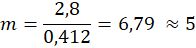 m = 2,8 / 0,412 = 6,79 ≈ 5